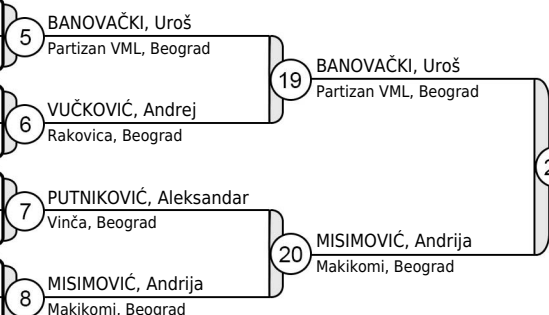 BANOVAČKI, Uroš
5
Partizan VML, Beograd
19
BANOVAČKI, Uroš
Partizan VML, Beograd
VUČKOVIĆ, Andrej
6
Rakovica, Beograd
PUTNIKOVIĆ, Aleksandar
7
Vinča, Beograd
20
MISIMOVIĆ, Andrija
Makikomi, Beograd
MISIMOVIĆ, Andrija
8
Makikomi, Beograd